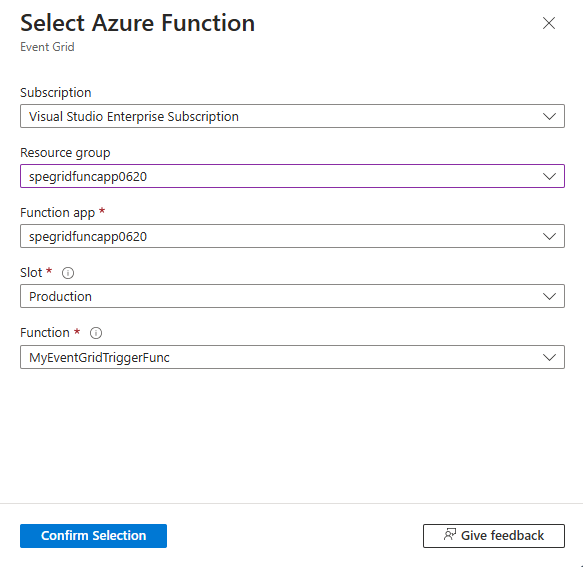 Select Azure Function
Event Grid
Subscription
Visual Studio Enterprise Subscription
Resource group
spegridfuncapp0620
Function app *
spegridfuncapp0620
Slot *
Production
Function *
MyEventGridTriggerFunc
Confirm Selection
Give feedback